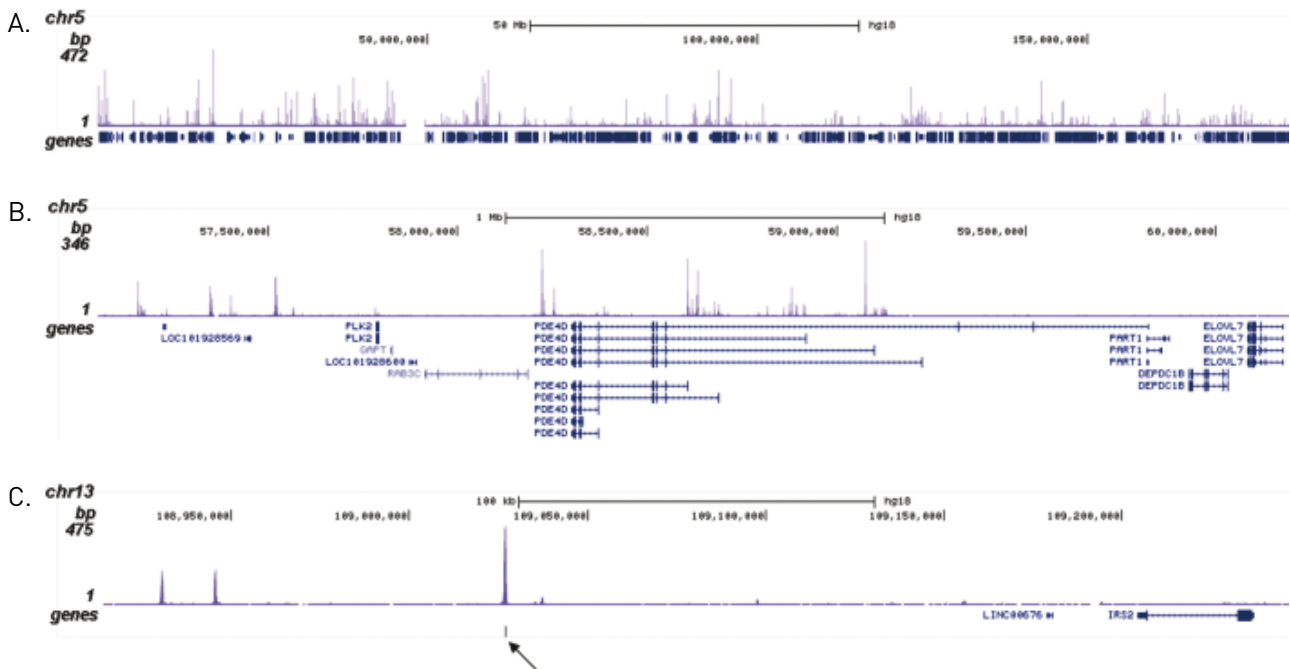 A.
chr5
50 Mb hg18
bp 50,000,000 100,000,000 150,000,000
472
1
genes
B.
chr5
1 Mb hg18
bp 57,500,000 58,000,000 58,500,000 59,000,000 59,500,000 60,000,000
346
1
genes
PLK2 PDE4D ELOVL7
LOC101928569 PLK2 PDE4D PART1 ELOVL7
GAPT PDE4D PART1 ELOVL7
LOC101928600 PDE4D PART1 ELOVL7
RAB3C DEPDC1B
PDE4D DEPDC1B
PDE4D
PDE4D
PDE4D
PDE4D
C.
chr13
100 kb hg18
bp 108,950,000 109,000,000 109,050,000 109,100,000 109,150,000 109,200,000
475
1
genes
LINC00676 IRS2